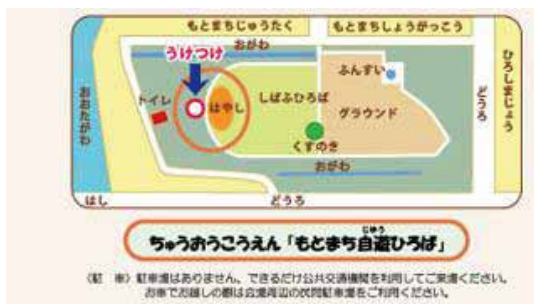 もとまちじゅうたく
もとまちしょうがっこう
おがわ
うけつけ
ふんすい
ひろしまじょう
トイレ
はやし
しばふひろば
グラウンド
どうろ
おおたがわ
くすのき
おがわ
はし
どうろ
ちゅうおうこうえん「もとまち自遊ひろば」
じゆう
〈駐 車〉駐車場はありません。できるだけ公共交通機関を利用してご来場ください。
お車でお越しの際は会場周辺の民間駐車場をご利用ください。